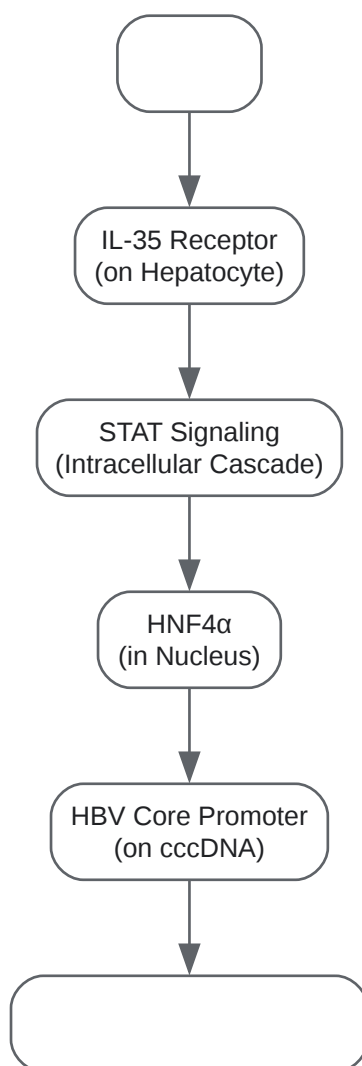 IL-35 Receptor
(on Hepatocyte)
STAT Signaling
(Intracellular Cascade)
HNF4α
(in Nucleus)
HBV Core Promoter
(on cccDNA)